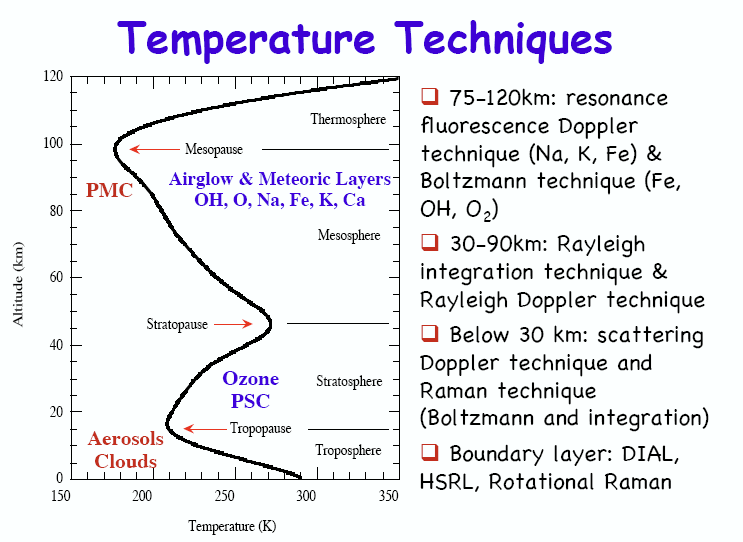 Temperature Techniques
120
100
80
60
40
20
0
Altitude (km)
150
200
250
300
350
Temperature (K)
Thermosphere
Mesopause
PMC
Airglow & Meteoric Layers
OH, O, Na, Fe, K, Ca
Mesosphere
Stratopause
Ozone
PSC
Stratosphere
Tropopause
Aerosols
Clouds
Troposphere
❑ 75-120km: resonance
fluorescence Doppler
technique (Na, K, Fe) &
Boltzmann technique (Fe,
OH, O₂)
❑ 30-90km: Rayleigh
integration technique &
Rayleigh Doppler technique
❑ Below 30 km: scattering
Doppler technique and
Raman technique
(Boltzmann and integration)
❑ Boundary layer: DIAL,
HSRL, Rotational Raman